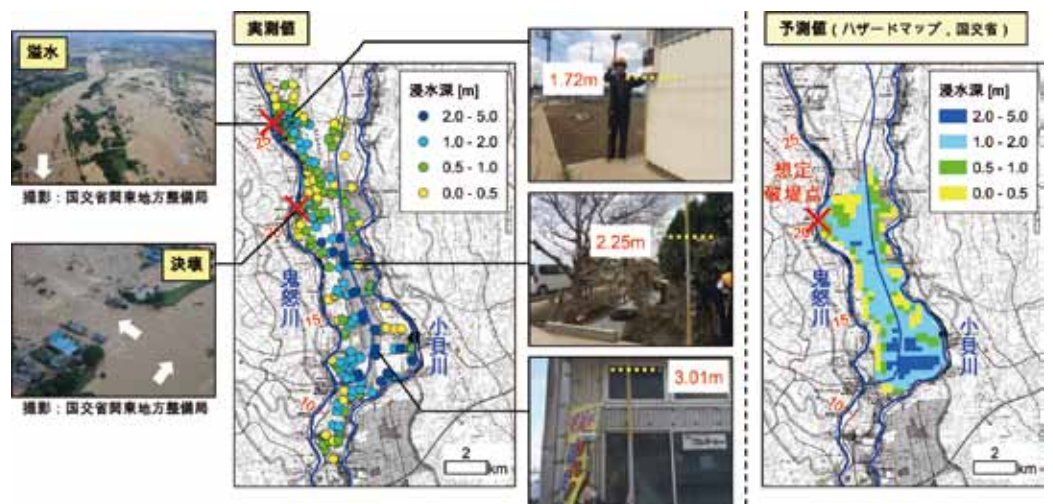 溢水
撮影：国交省関東地方整備局
決壊
撮影：国交省関東地方整備局
実測値
浸水深 [m]
2.0 - 5.0
1.0 - 2.0
0.5 - 1.0
0.0 - 0.5
25
15
10
鬼怒川
小貝川
2
km
1.72m
2.25m
3.01m
予測値（ハザードマップ，国交省）
浸水深 [m]
2.0 - 5.0
1.0 - 2.0
0.5 - 1.0
0.0 - 0.5
25
想定
破堤点
20
鬼怒川
15
小貝川
10
2
km